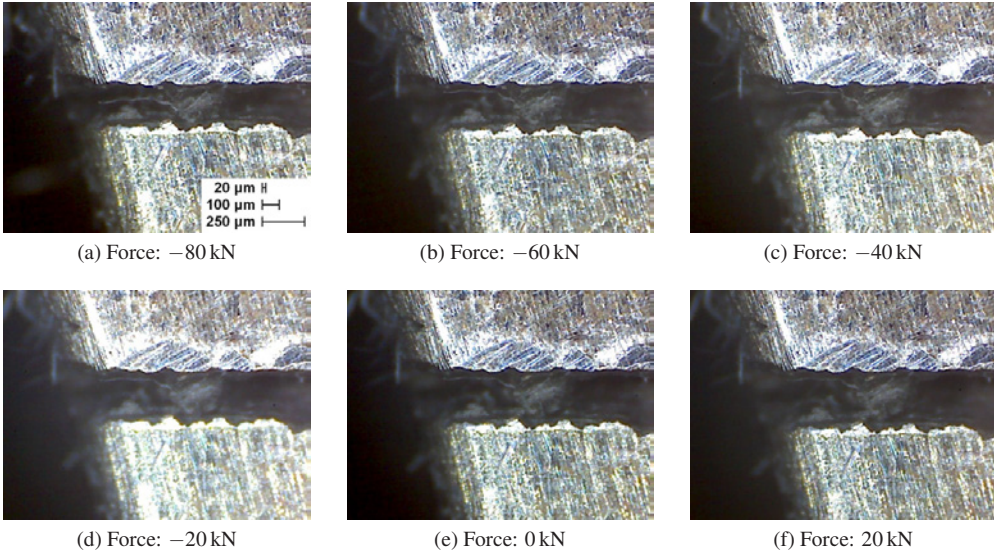 20 µm
100 µm
250 µm
(a) Force: −80 kN
(b) Force: −60 kN
(c) Force: −40 kN
(d) Force: −20 kN
(e) Force: 0 kN
(f) Force: 20 kN